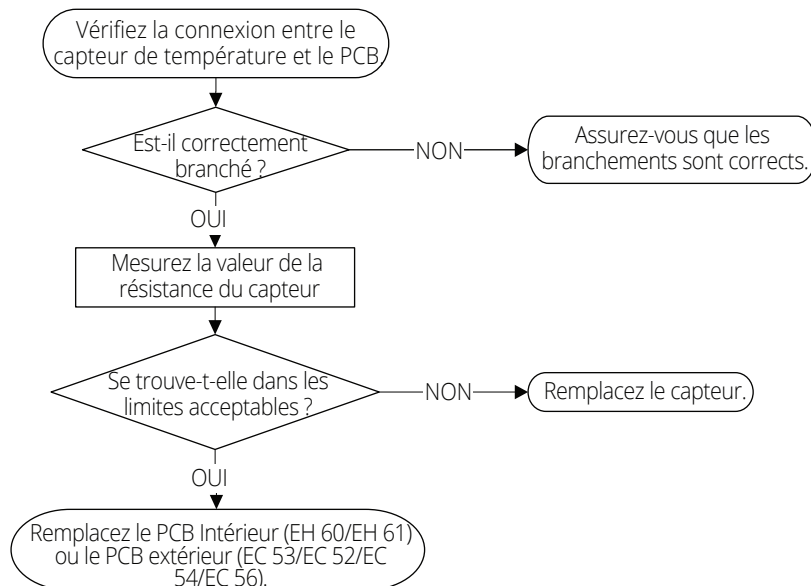 Vérifiez la connexion entre le
capteur de température et le PCB.
Est-il correctement
branché ?
NON
Assurez-vous que les
branchements sont corrects.
OUI
Mesurez la valeur de la
résistance du capteur
Se trouve-t-elle dans les
limites acceptables ?
NON
Remplacez le capteur.
OUI
Remplacez le PCB Intérieur (EH 60/EH 61)
ou le PCB extérieur (EC 53/EC 52/EC
54/EC 56).